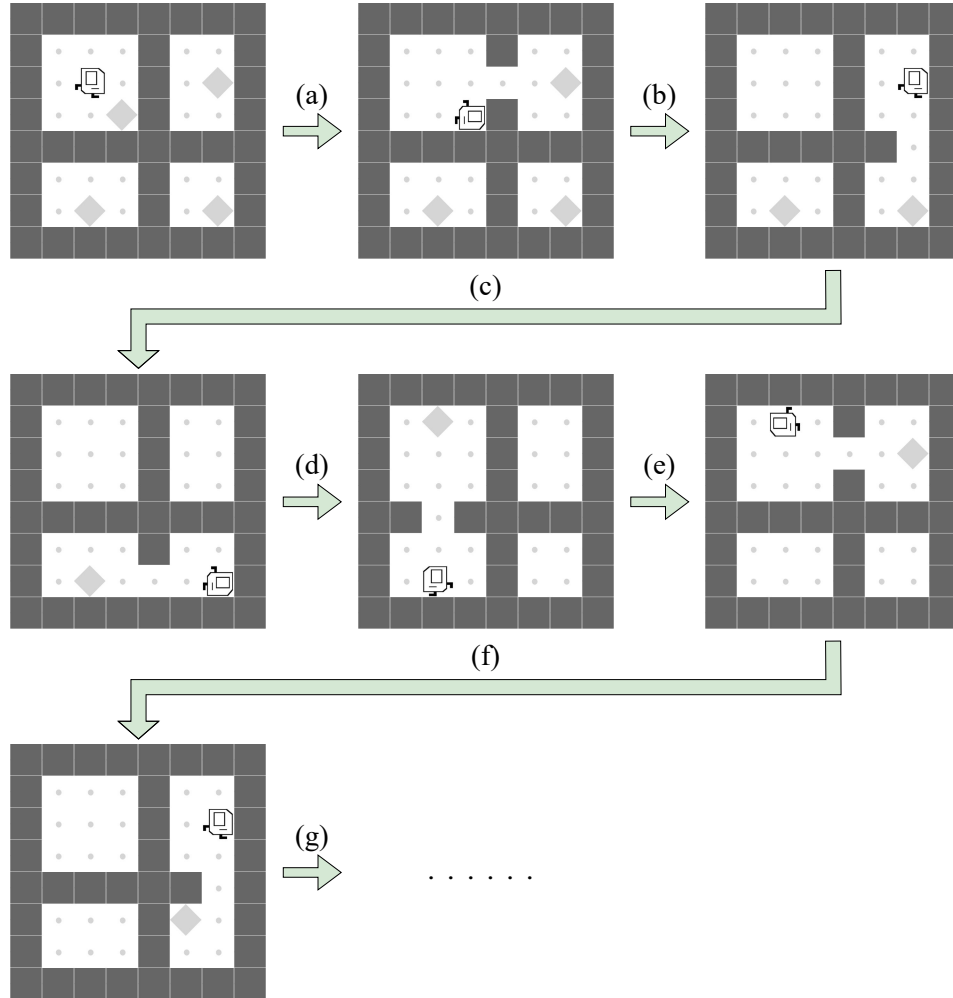 (a)
(b)
(c)
(d)
(e)
(f)
(g)
. . . . . .